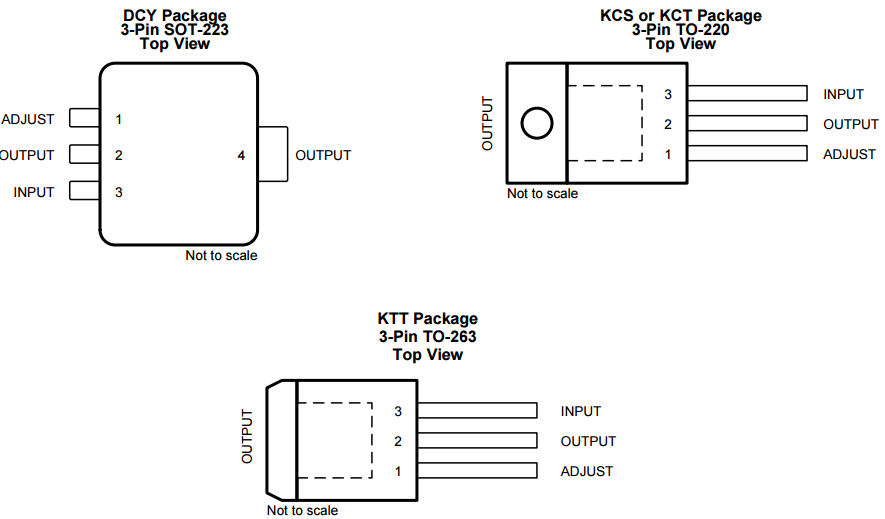 DCY Package
3-Pin SOT-223
Top View
ADJUST
1
OUTPUT
2
4
OUTPUT
INPUT
3
Not to scale
KCS or KCT Package
3-Pin TO-220
Top View
OUTPUT
3
INPUT
2
OUTPUT
1
ADJUST
Not to scale
KTT Package
3-Pin TO-263
Top View
OUTPUT
3
INPUT
2
OUTPUT
1
ADJUST
Not to scale